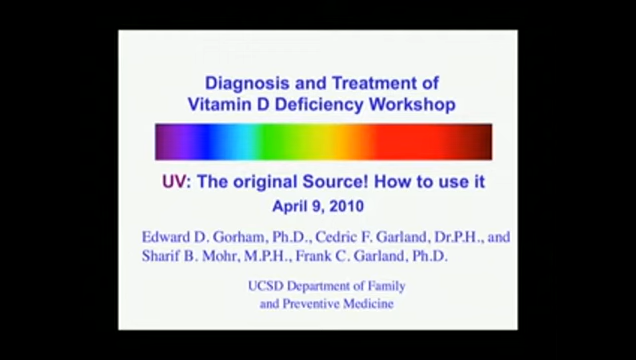 Diagnosis and Treatment of
Vitamin D Deficiency Workshop
UV: The original Source! How to use it
April 9, 2010
Edward D. Gorham, Ph.D., Cedric F. Garland, Dr.P.H., and
Sharif B. Mohr, M.P.H., Frank C. Garland, Ph.D.
UCSD Department of Family
and Preventive Medicine